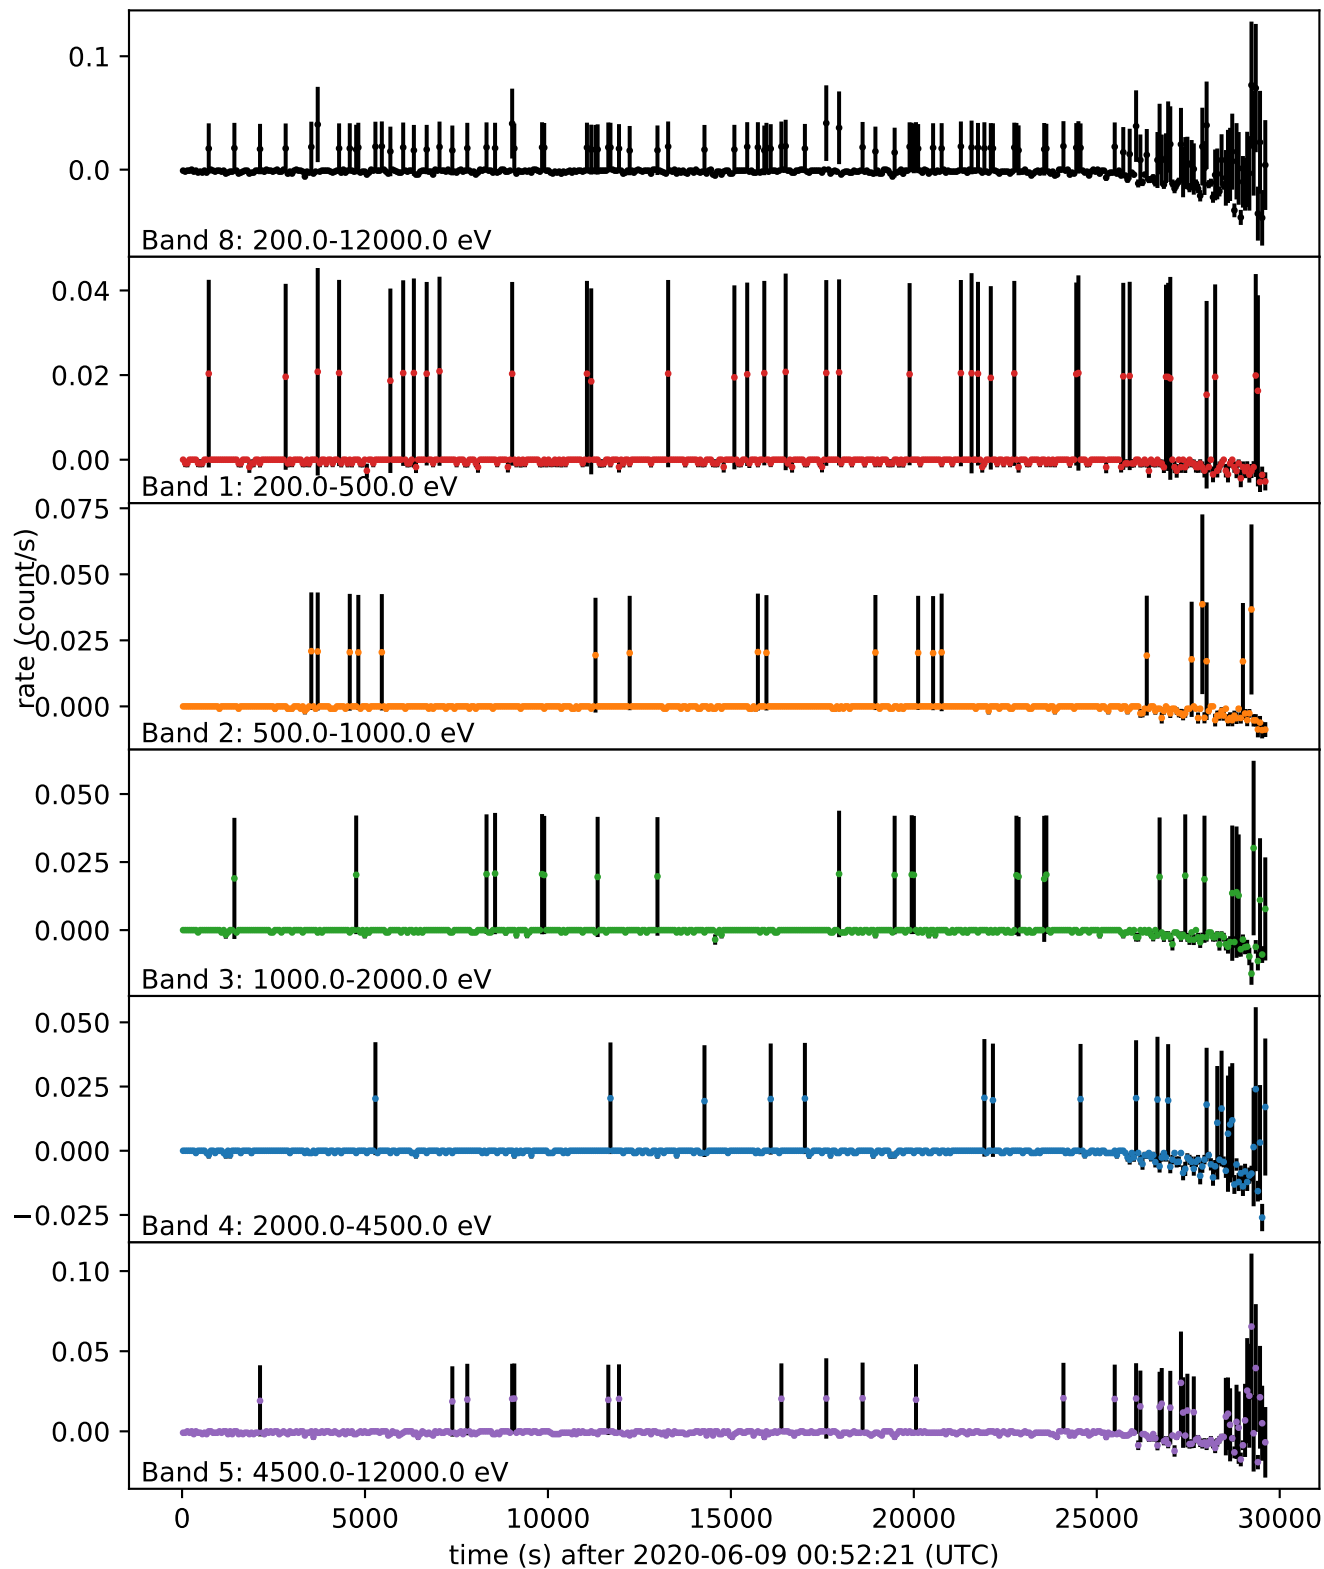 0.1
0.0
Band 8: 200.0-12000.0 eV
0.04
0.02
0.00
Band 1: 200.0-500.0 eV
rate (count/s)
0.075
0.050
0.025
0.000
Band 2: 500.0-1000.0 eV
0.050
0.025
0.000
Band 3: 1000.0-2000.0 eV
0.050
0.025
0.000
−0.025
Band 4: 2000.0-4500.0 eV
0.10
0.05
0.00
Band 5: 4500.0-12000.0 eV
0 5000 10000 15000 20000 25000 30000
time (s) after 2020-06-09 00:52:21 (UTC)